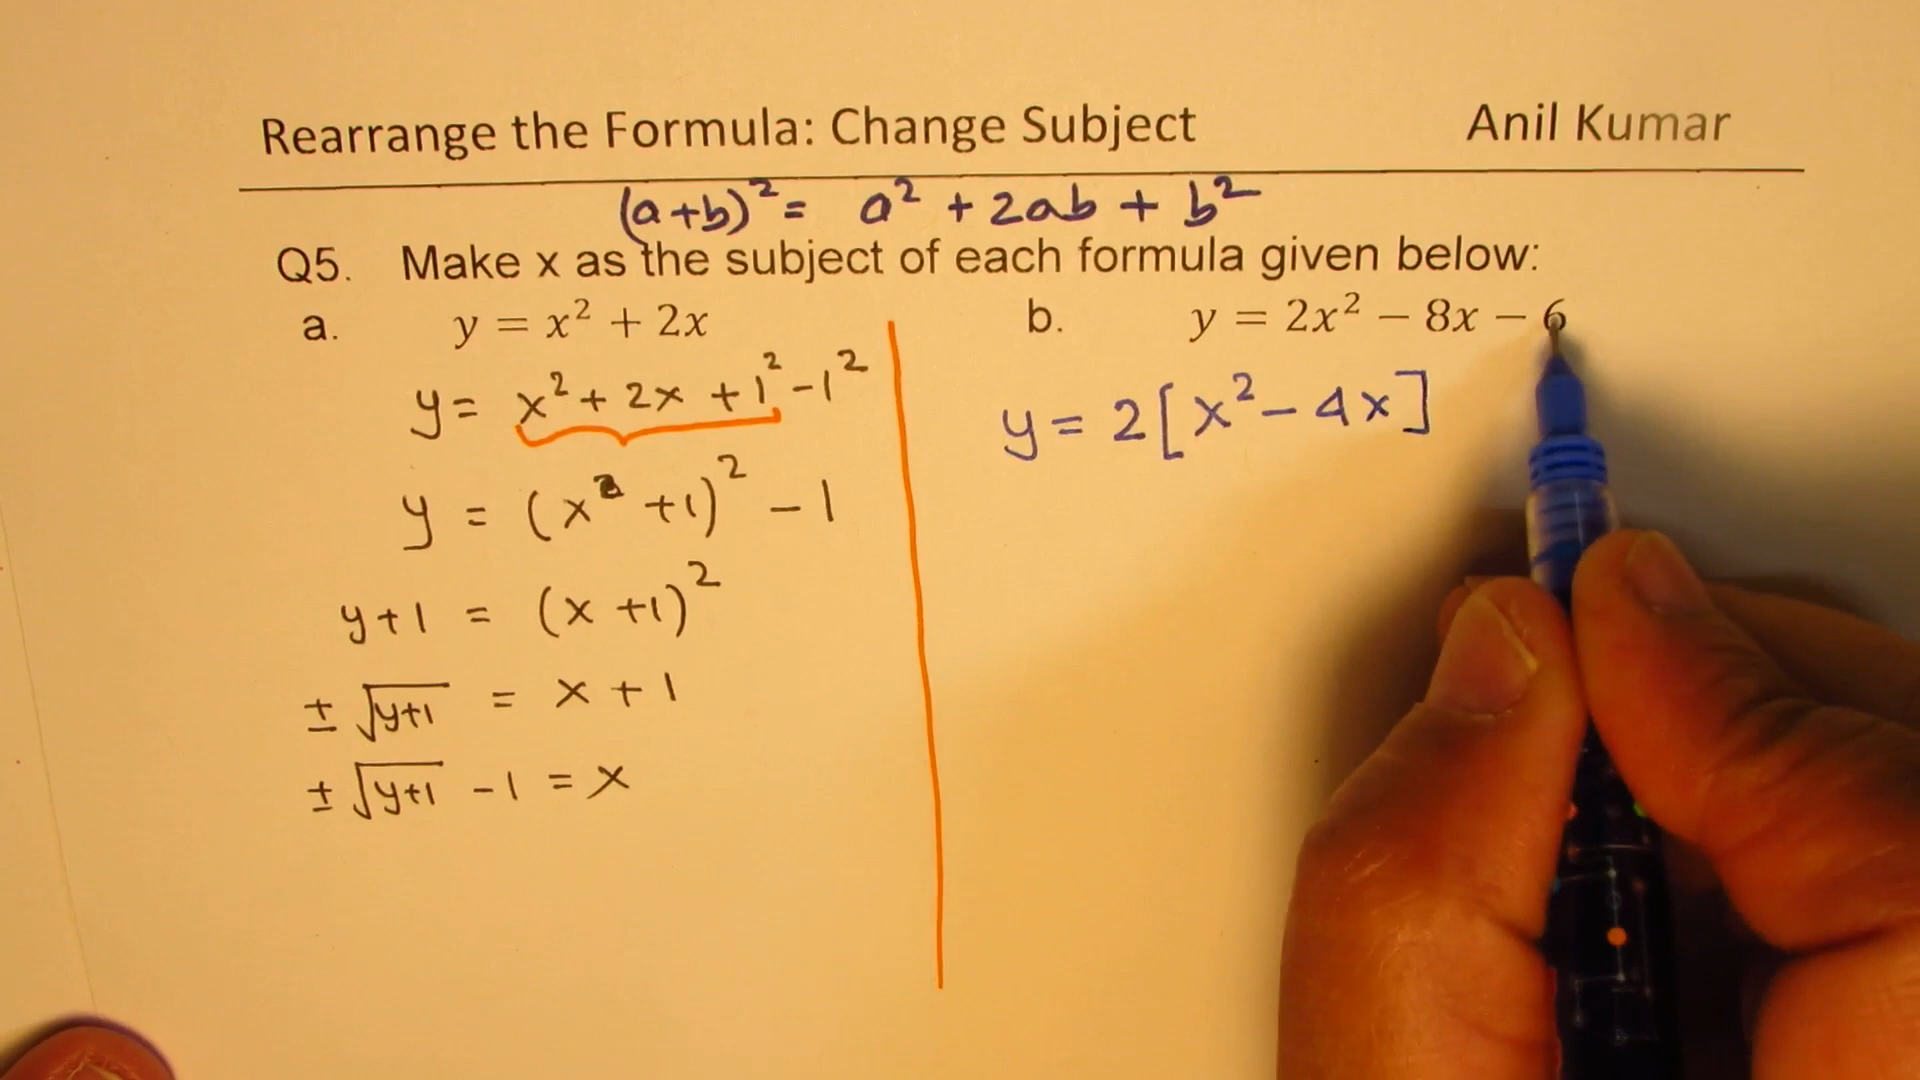 Rearrange the Formula: Change Subject Anil Kumar
(a+b)² = a² + 2ab + b²
Q5. Make x as the subject of each formula given below:
a. y = x² + 2x
y = x² + 2x + 1² - 1²
y = (x² + 1)² - 1
y + 1 = (x + 1)²
± √(y+1) = x + 1
± √(y+1) - 1 = x
b. y = 2x² − 8x − 6
y = 2[x² - 4x]